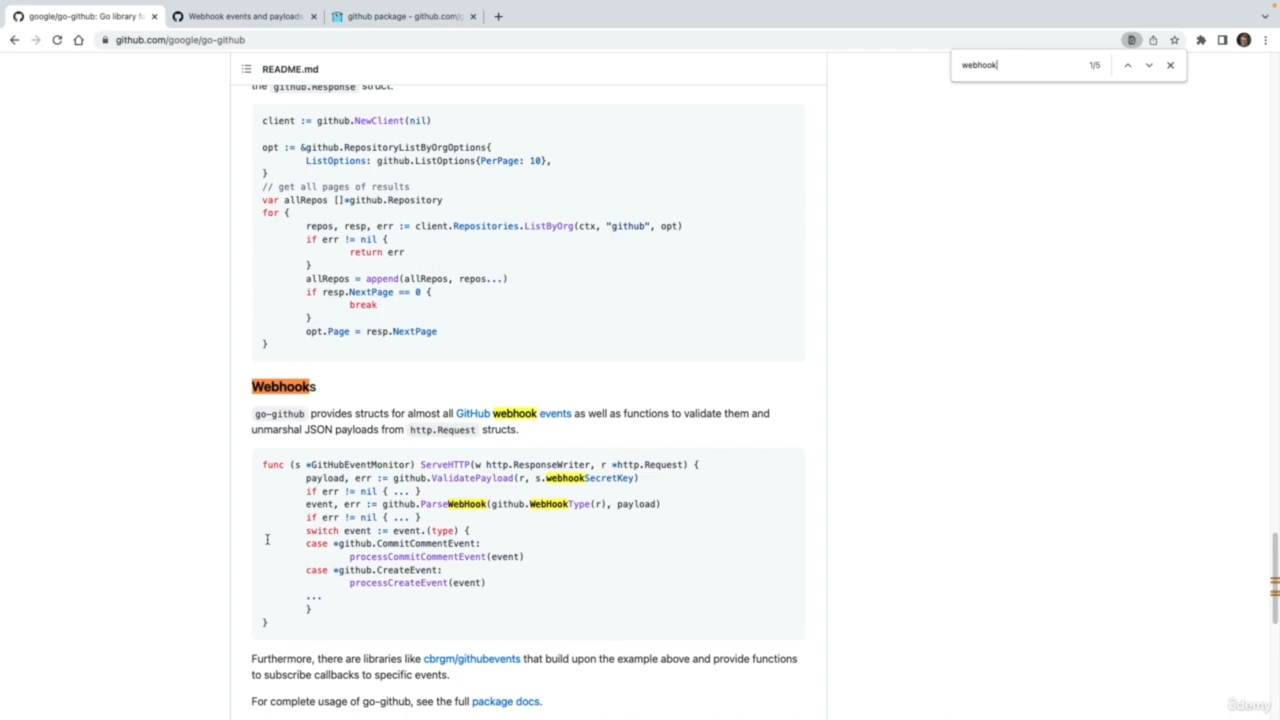 google/go-github: Go library fo
Webhook events and payloads
github package - github.com/g
github.com/google/go-github
webhook
1/5
README.md
the github.Response struct.
client := github.NewClient(nil)
opt := &github.RepositoryListByOrgOptions{
ListOptions: github.ListOptions{PerPage: 10},
}
// get all pages of results
var allRepos []*github.Repository
for {
repos, resp, err := client.Repositories.ListByOrg(ctx, "github", opt)
if err != nil {
return err
}
allRepos = append(allRepos, repos...)
if resp.NextPage == 0 {
break
}
opt.Page = resp.NextPage
}
Webhooks
go-github provides structs for almost all GitHub webhook events as well as functions to validate them and
unmarshal JSON payloads from http.Request structs.
func (s *GitHubEventMonitor) ServeHTTP(w http.ResponseWriter, r *http.Request) {
payload, err := github.ValidatePayload(r, s.webhookSecretKey)
if err != nil { ... }
event, err := github.ParseWebHook(github.WebHookType(r), payload)
if err != nil { ... }
switch event := event.(type) {
case *github.CommitCommentEvent:
processCommitCommentEvent(event)
case *github.CreateEvent:
processCreateEvent(event)
...
}
}
Furthermore, there are libraries like cbrgm/githubevents that build upon the example above and provide functions
to subscribe callbacks to specific events.
For complete usage of go-github, see the full package docs.
ûdemy